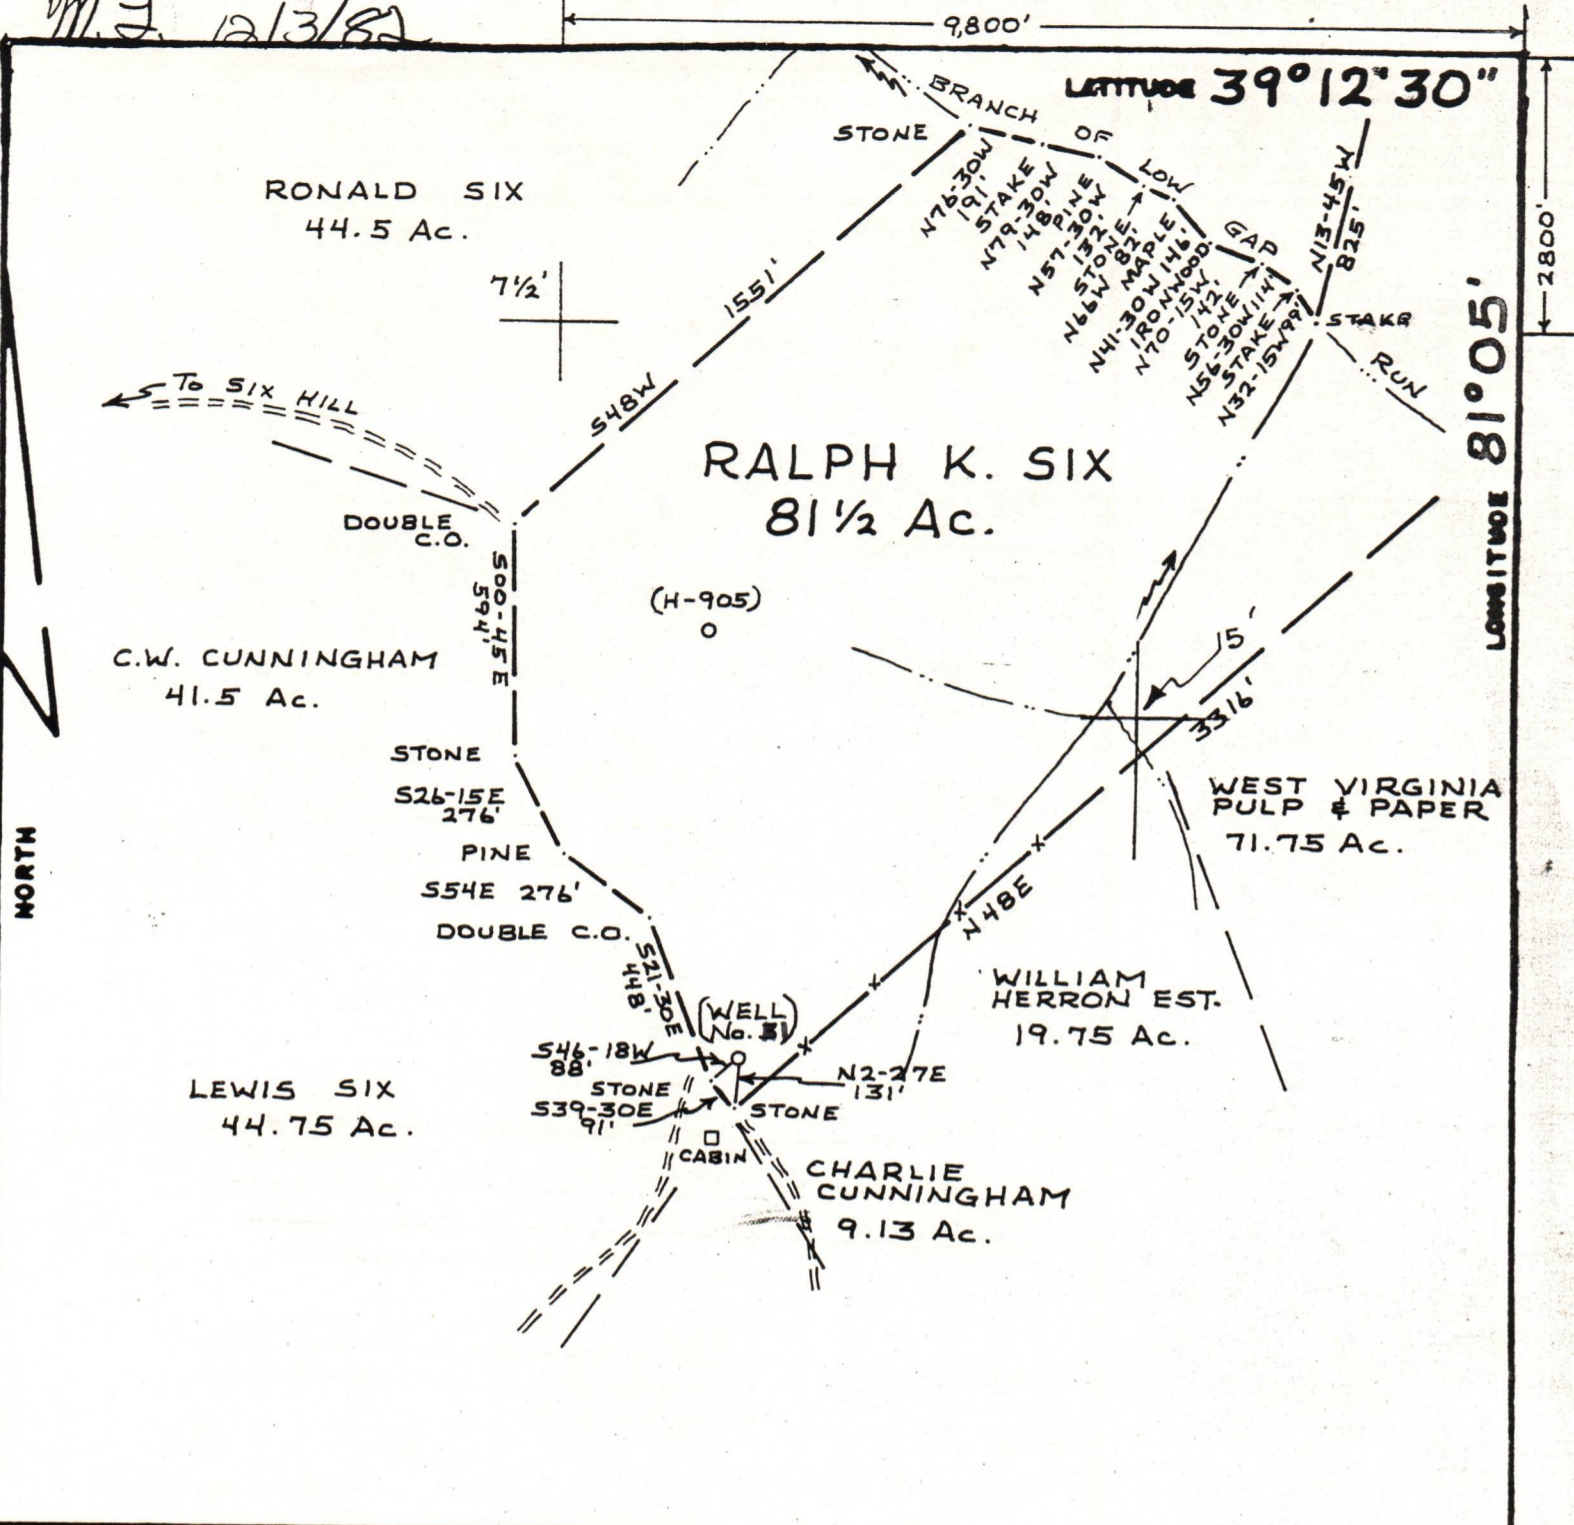 M.J. 12/3/82
9,800'
LATITUDE 39°12"30"
BRANCH OF LOW GAP RUN
STONE
N76-30W
191'
STAKE
N79-30W
148'
PINE
N57-30W
132'
STONE
N66W 82'
MAPLE
N41-30W 146'
IRONWOOD
N70-15W
142'
STONE
N56-30W 114'
STAKE
N32-15W 99'
N13-45W
825'
2800'
STAKE
LONGITUDE 81°05'
RONALD SIX
44.5 Ac.
7½'
1551'
S48W
TO SIX HILL
RALPH K. SIX
81½ Ac.
DOUBLE
C.O.
S00-45E
594'
(H-905)
C.W. CUNNINGHAM
41.5 Ac.
5'
3316'
STONE
S26-15E
276'
WEST VIRGINIA
PULP & PAPER
71.75 Ac.
NORTH
PINE
S54E 276'
N48E
DOUBLE C.O.
S21-30E
448'
WILLIAM
HERRON EST.
19.75 Ac.
(WELL
No. 31)
S46-18W
88'
N2-27E
131'
STONE
STONE
S39-30E
91'
LEWIS SIX
44.75 Ac.
CABIN
CHARLIE
CUNNINGHAM
9.13 Ac.